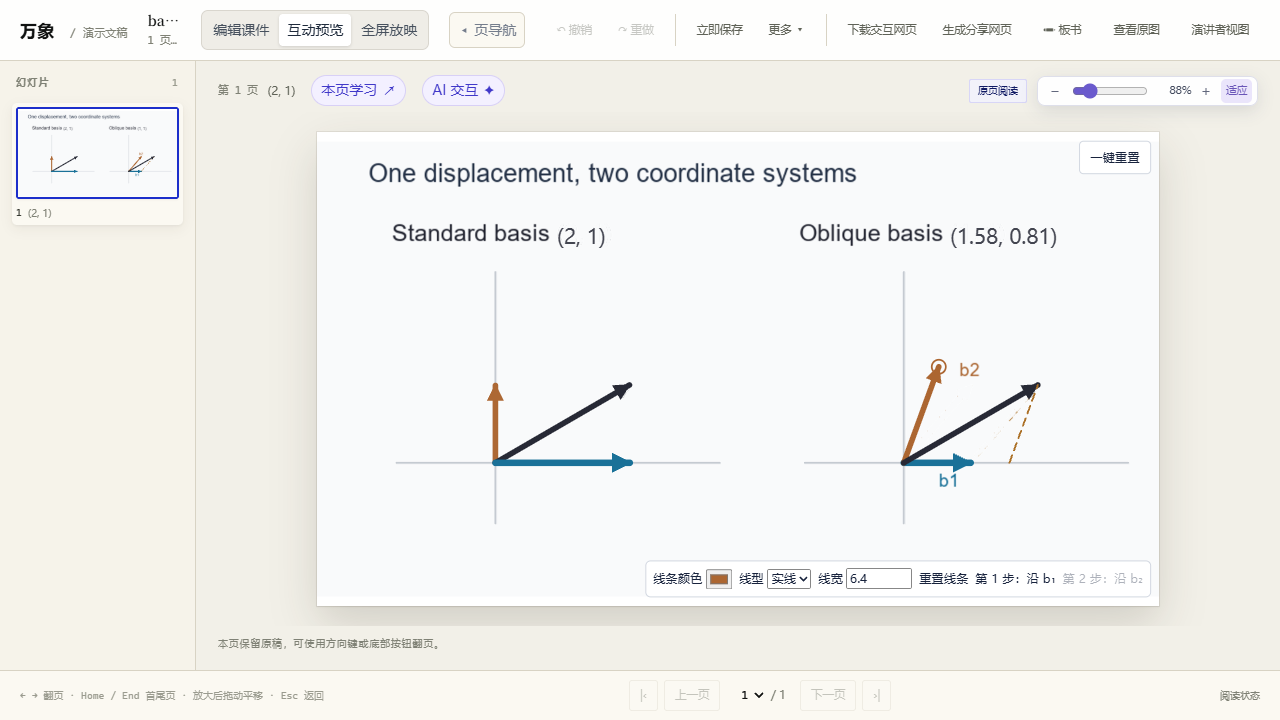 万象
/ 演示文稿
ba…
1 页…
编辑课件
互动预览
全屏放映
页导航
撤销
重做
立即保存
更多
下载交互网页
生成分享网页
板书
查看原图
演讲者视图
幻灯片
1
One displacement, two coordinate systems
Standard basis (2, 1)
1 (2, 1)
第 1 页 (2, 1)
本页学习 ↗
AI 交互 ✦
原页阅读
− 88% + 适应
一键重置
One displacement, two coordinate systems
Standard basis (2, 1)
Oblique basis (1.58, 0.81)
b2
b1
线条颜色 线型 实线 线宽 6.4 重置线条 第 1 步：沿 b₁ 第 2 步：沿 b₂
本页保留原稿，可使用方向键或底部按钮翻页。
← → 翻页 · Home / End 首尾页 · 放大后拖动平移 · Esc 返回
上一页
1 / 1
下一页
阅读状态